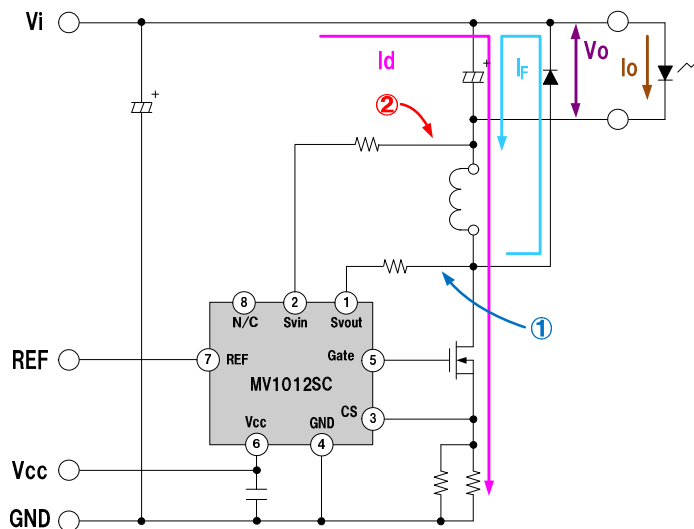 Vi
Id
IF
Vo
Io
②
①
8
2
1
N/C
Svin
Svout
REF
7
REF
Gate
5
MV1012SC
CS
3
Vcc
GND
6
4
Vcc
GND
+
+